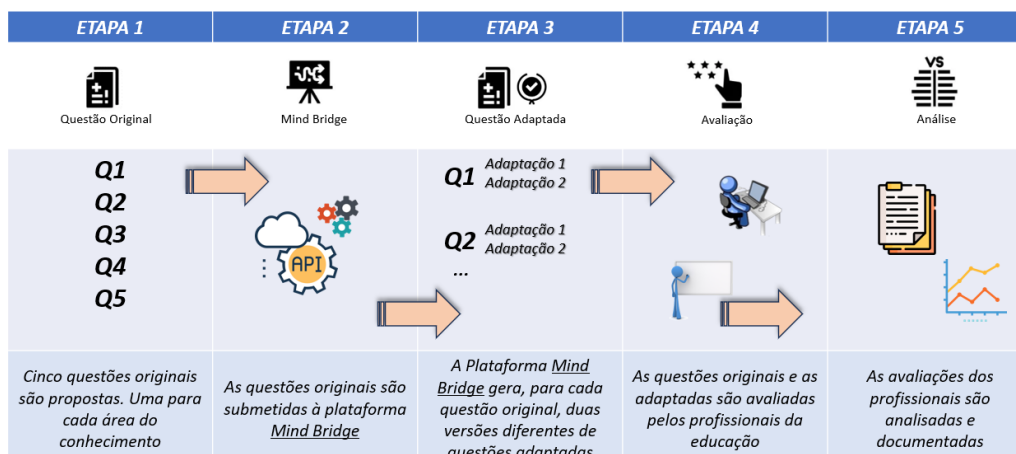 ETAPA 1
ETAPA 2
ETAPA 3
ETAPA 4
ETAPA 5
VS
Questão Original
Mind Bridge
Questão Adaptada
Avaliação
Análise
Q1
Q2
Q3
Q4
Q5
API
Q1
Adaptação 1
Adaptação 2
Q2
Adaptação 1
Adaptação 2
...
Cinco questões originais
são propostas. Uma para
cada área do
conhecimento
As questões originais são
submetidas à plataforma
Mind Bridge
A Plataforma Mind
Bridge gera, para cada
questão original, duas
versões diferentes de
questões adaptadas
As questões originais e as
adaptadas são avaliadas
pelos profissionais da
educação
As avaliações dos
profissionais são
analisadas e
documentadas